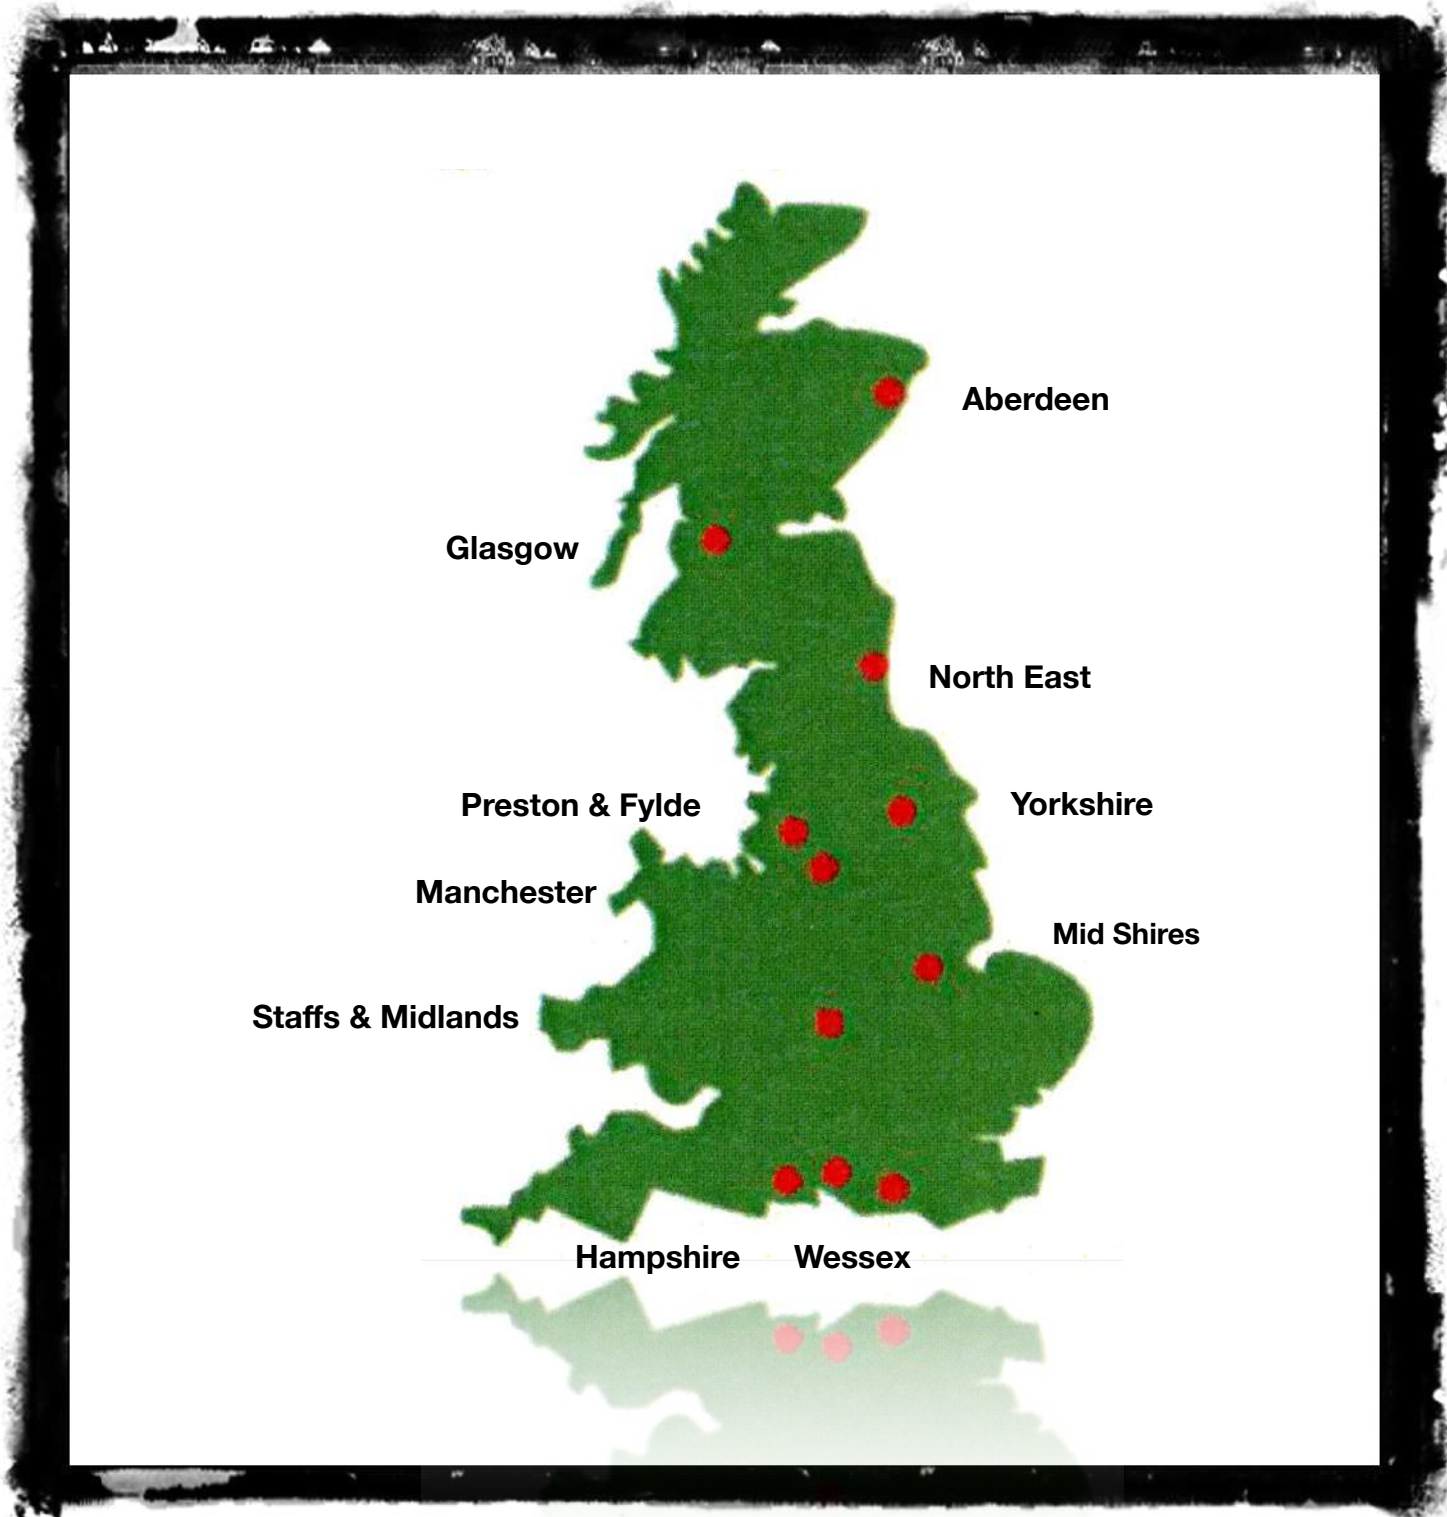 Aberdeen
Glasgow
North East
Preston & Fylde
Yorkshire
Manchester
Mid Shires
Staffs & Midlands
Hampshire
Wessex